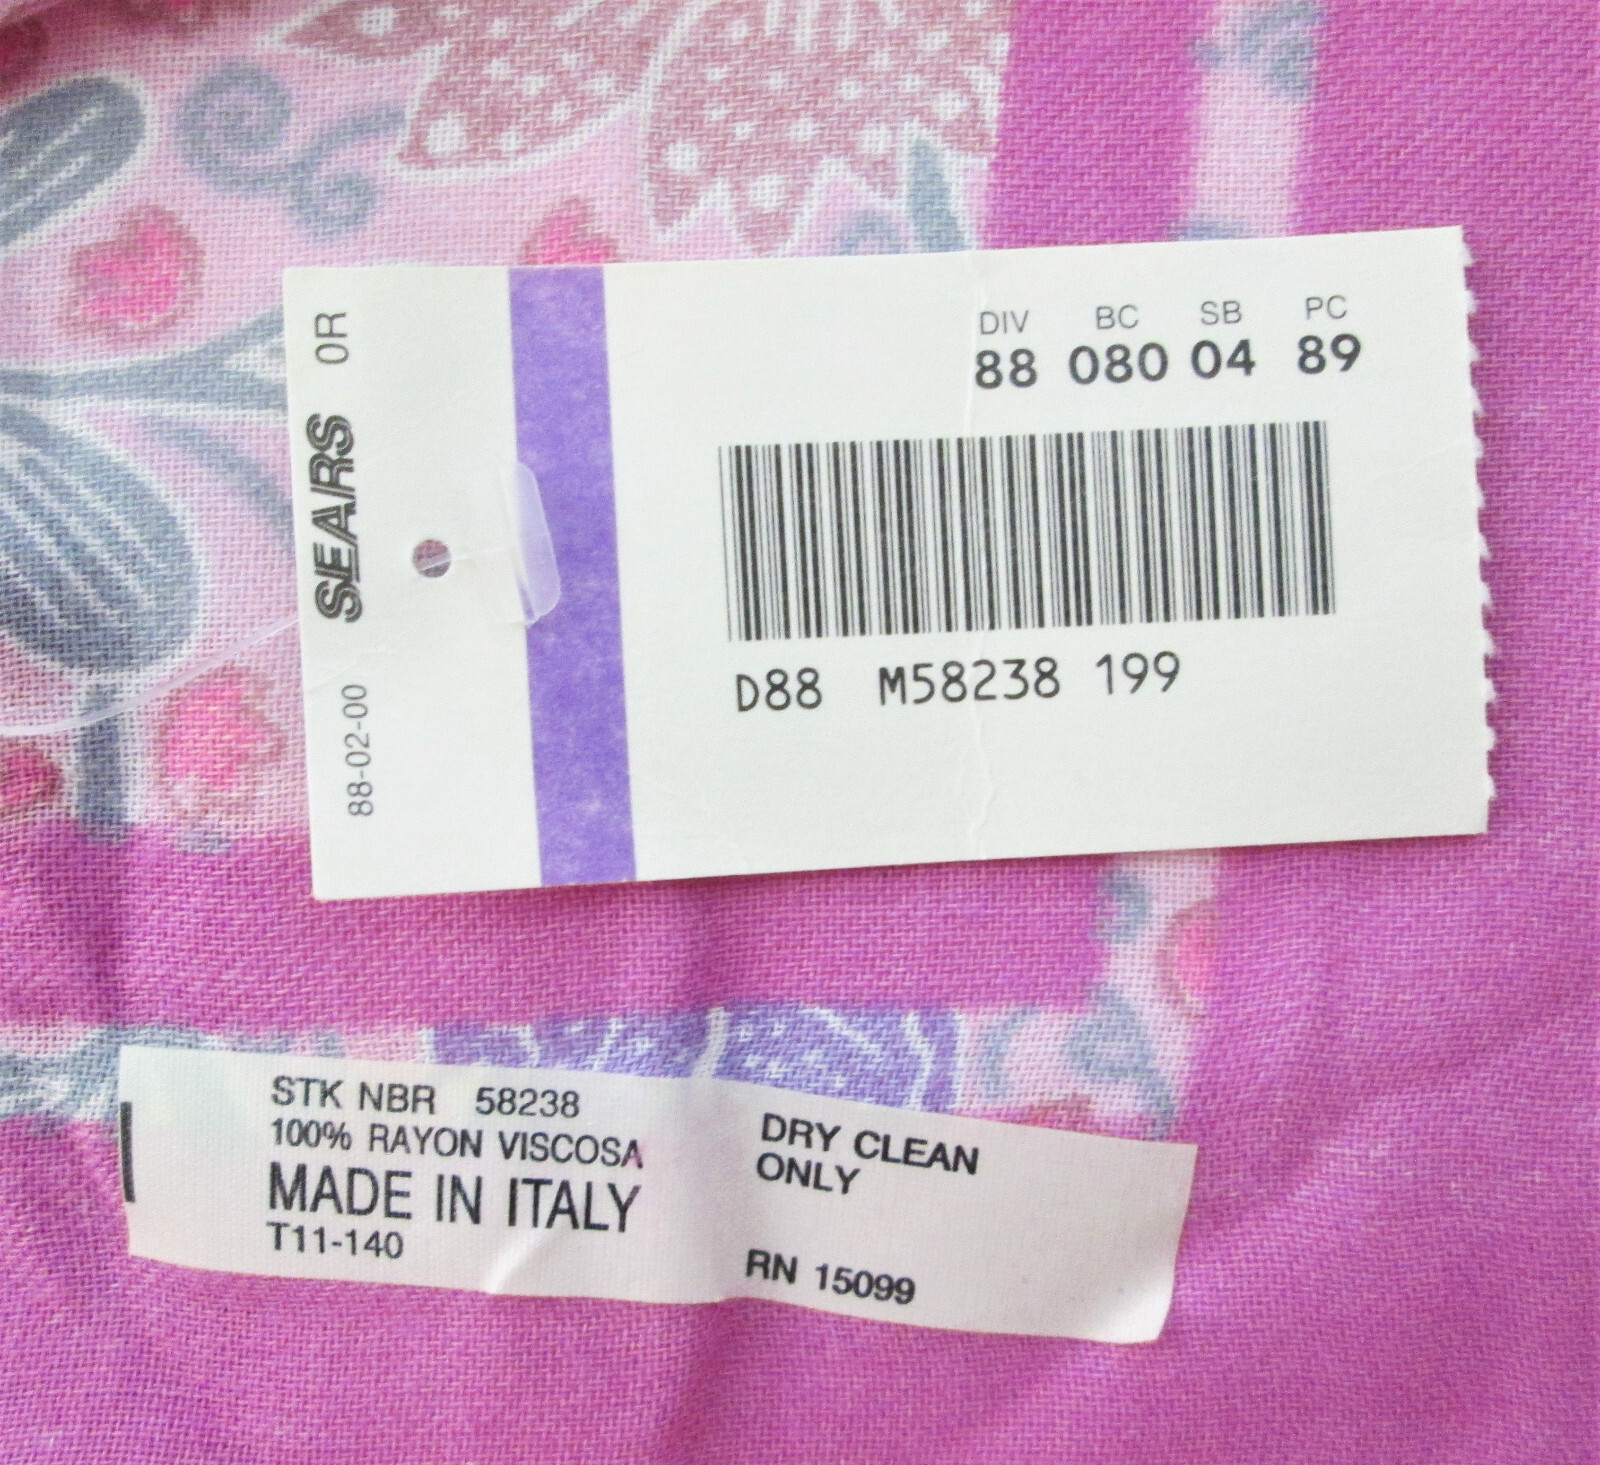 88-02-00 SEARS OR
DIV BC SB PC
88 080 04 89
D88 M58238 199
STK NBR 58238
100% RAYON VISCOSA
MADE IN ITALY
T11-140
DRY CLEAN
ONLY
RN 15099